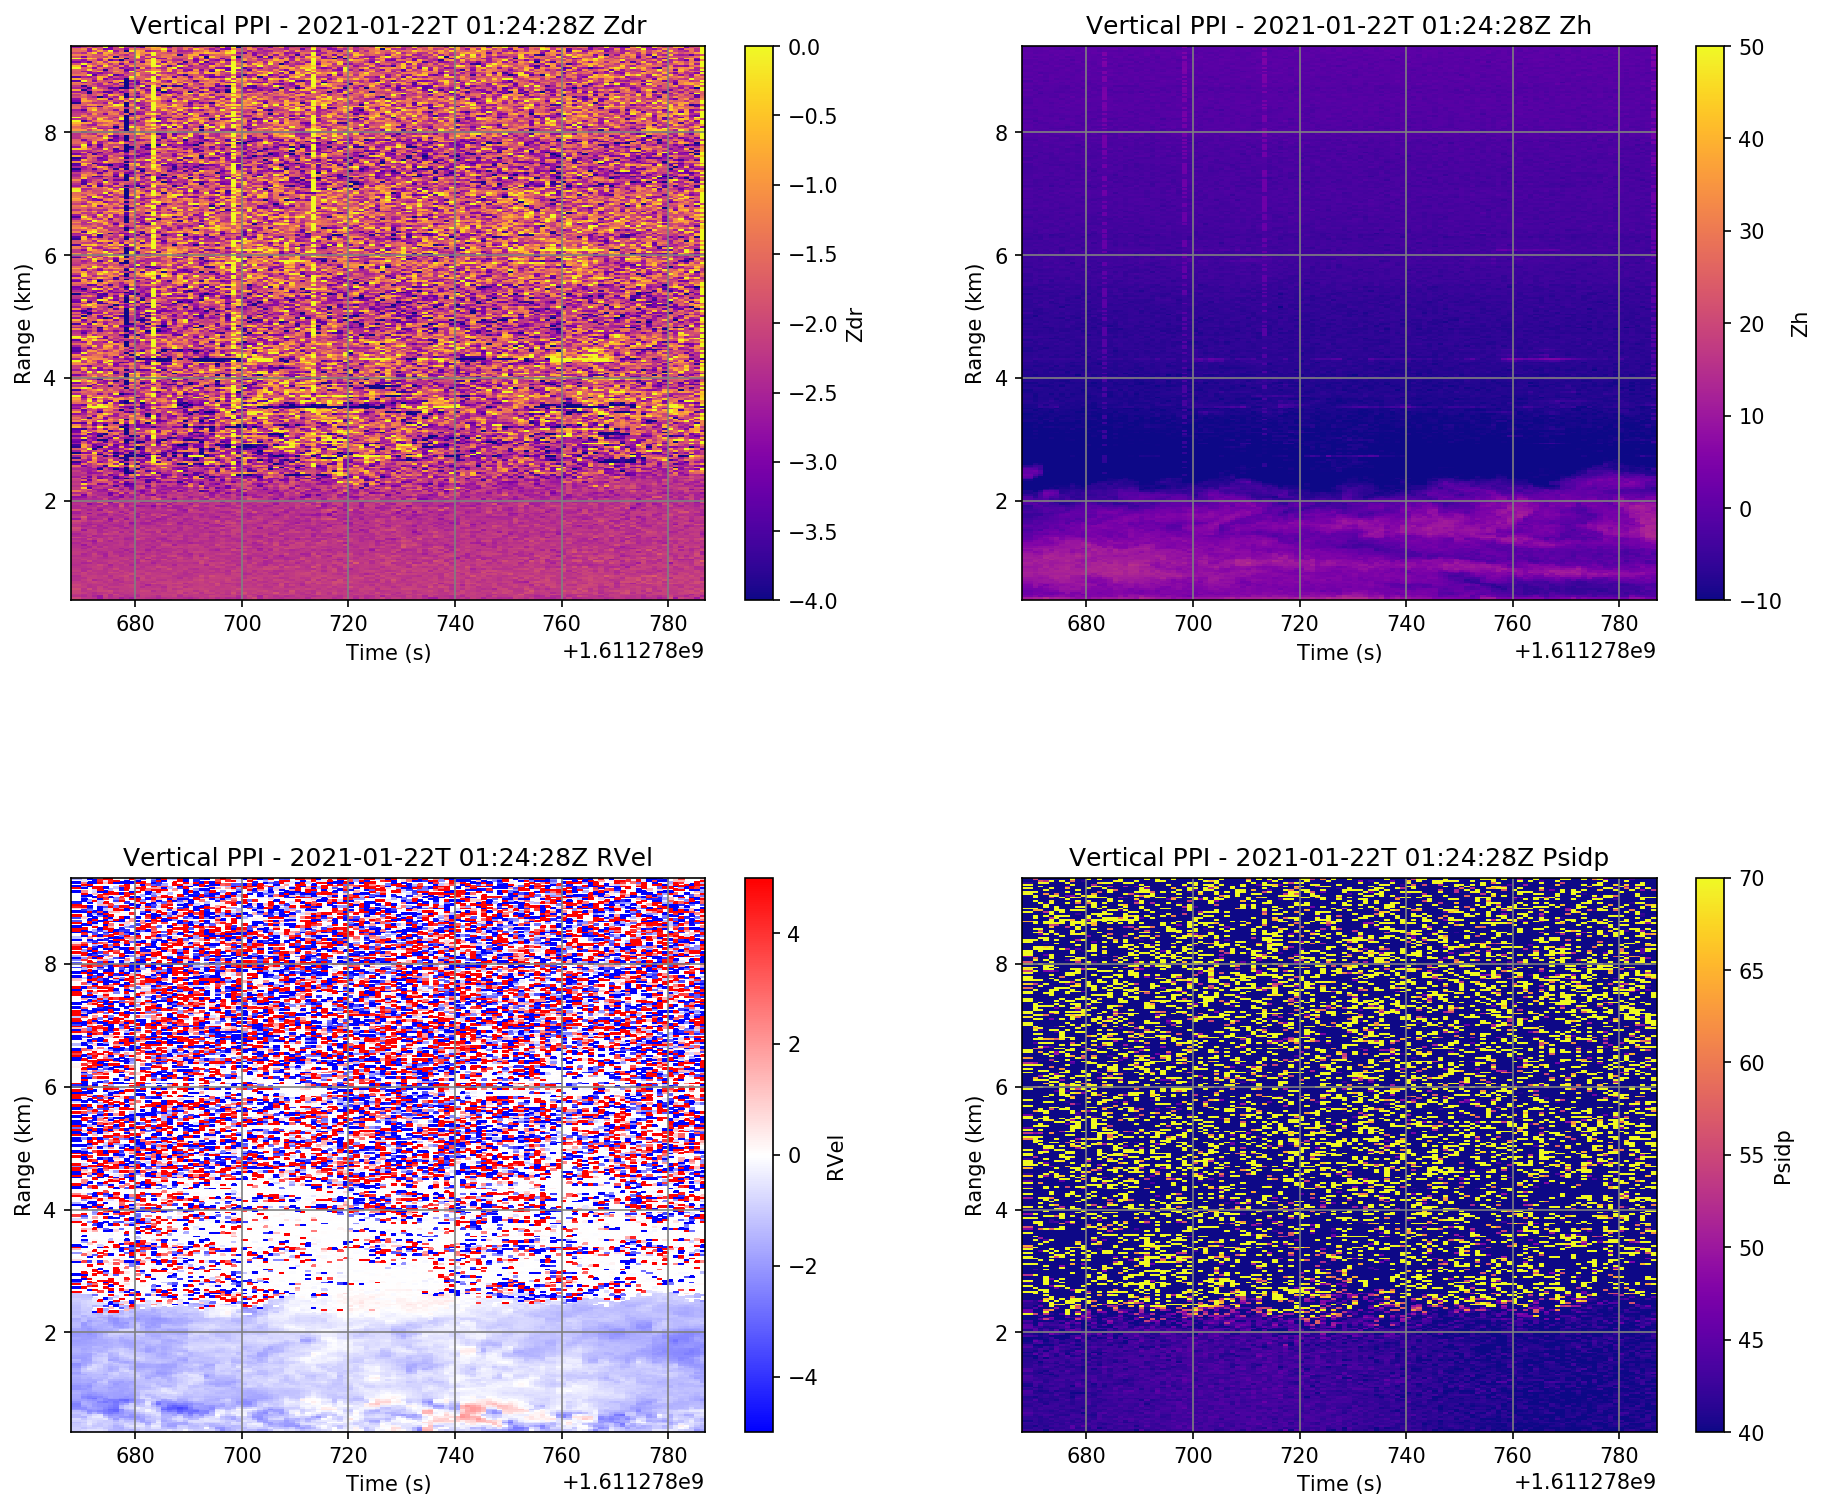 Vertical PPI - 2021-01-22T 01:24:28Z Zdr
Range (km)
8
6
4
2
680 700 720 740 760 780
Time (s)
+1.611278e9
0.0
−0.5
−1.0
−1.5
−2.0
−2.5
−3.0
−3.5
−4.0
Zdr
Vertical PPI - 2021-01-22T 01:24:28Z Zh
Range (km)
8
6
4
2
680 700 720 740 760 780
Time (s)
+1.611278e9
50
40
30
20
10
0
−10
Zh
Vertical PPI - 2021-01-22T 01:24:28Z RVel
Range (km)
8
6
4
2
680 700 720 740 760 780
Time (s)
+1.611278e9
4
2
0
−2
−4
RVel
Vertical PPI - 2021-01-22T 01:24:28Z Psidp
Range (km)
8
6
4
2
680 700 720 740 760 780
Time (s)
+1.611278e9
70
65
60
55
50
45
40
Psidp